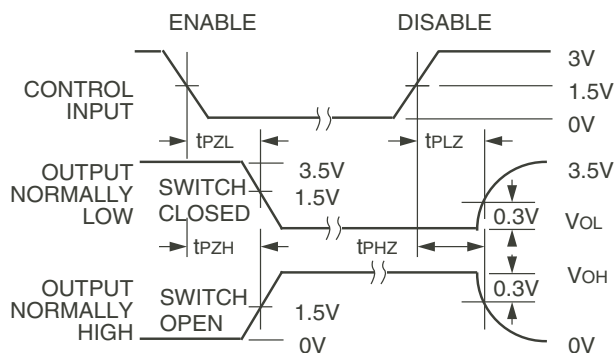 ENABLE DISABLE
3V
CONTROL INPUT 1.5V
0V
tPZL tPLZ
OUTPUT NORMALLY LOW
SWITCH CLOSED
3.5V 3.5V
1.5V
0.3V VOL
tPZH tPHZ
VOH
OUTPUT NORMALLY HIGH
SWITCH OPEN
0.3V
1.5V
0V 0V